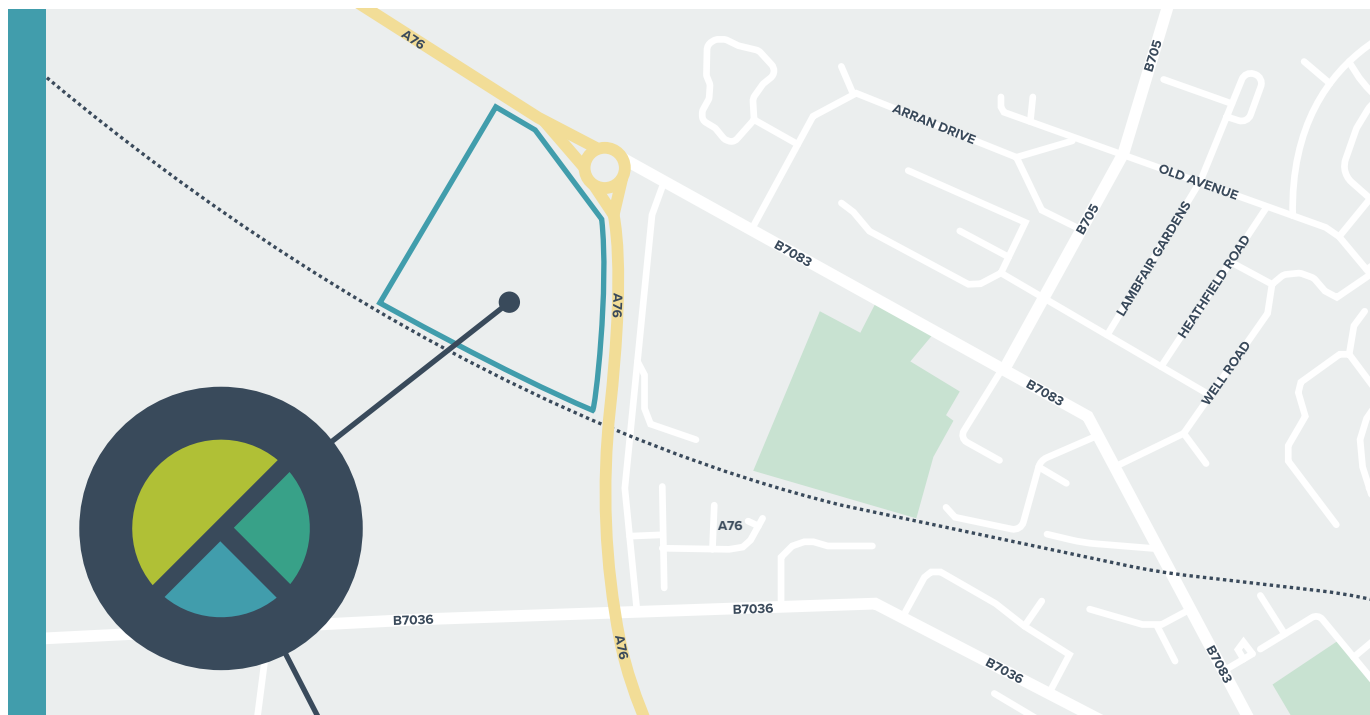 A76
B705
ARRAN DRIVE
OLD AVENUE
B705
LAMBFAIR GARDENS
HEATHFIELD ROAD
B7083
A76
WELL ROAD
B7083
A76
B7036
B7036
A76
B7036
B7083